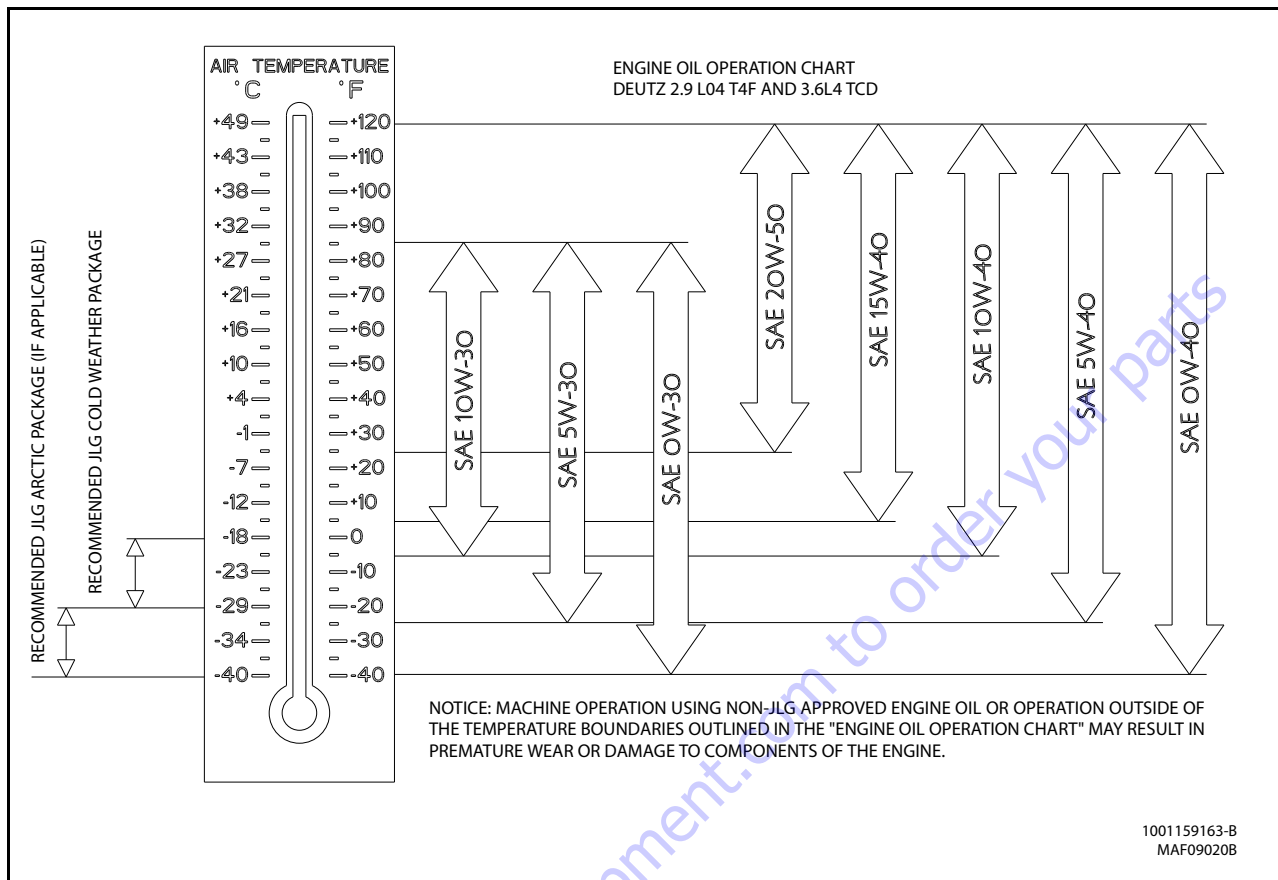 AIR TEMPERATURE
°C °F
+49 +120
+43 +110
+38 +100
+32 +90
+27 +80
+21 +70
+16 +60
+10 +50
+4 +40
-1 +30
-7 +20
-12 +10
-18 0
-23 -10
-29 -20
-34 -30
-40 -40
RECOMMENDED JLG ARCTIC PACKAGE (IF APPLICABLE)
RECOMMENDED JLG COLD WEATHER PACKAGE
ENGINE OIL OPERATION CHART
DEUTZ 2.9 L04 T4F AND 3.6L4 TCD
SAE 10W-30
SAE 5W-30
SAE 0W-30
SAE 20W-50
SAE 15W-40
SAE 10W-40
SAE 5W-40
SAE 0W-40
NOTICE: MACHINE OPERATION USING NON-JLG APPROVED ENGINE OIL OR OPERATION OUTSIDE OF
THE TEMPERATURE BOUNDARIES OUTLINED IN THE "ENGINE OIL OPERATION CHART" MAY RESULT IN
PREMATURE WEAR OR DAMAGE TO COMPONENTS OF THE ENGINE.
1001159163-B
MAF09020B
ment.com to order your parts